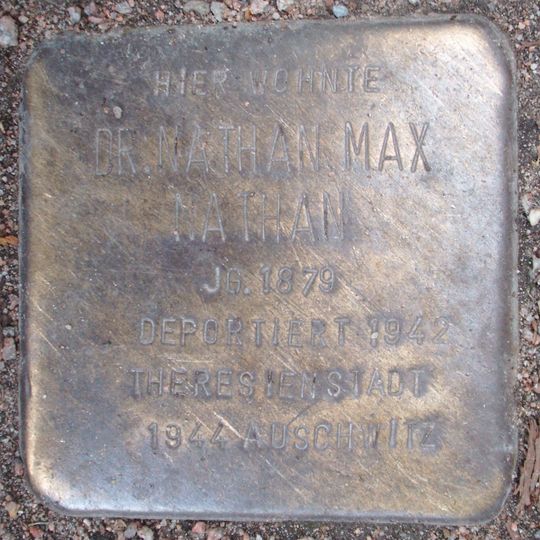 HIER WOHNTE
DR. NATHAN MAX
NATHAN
JG. 1879
DEPORTIERT 1942
THERESIENSTADT
1944 AUSCHWITZ